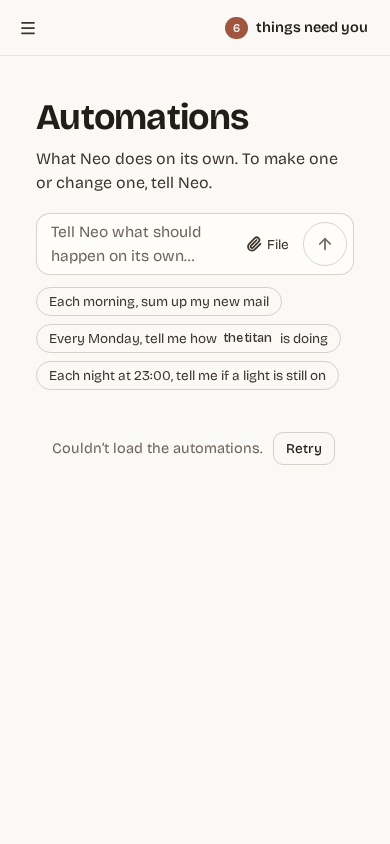 6 things need you
Automations
What Neo does on its own. To make one
or change one, tell Neo.
Tell Neo what should
happen on its own...
File
Each morning, sum up my new mail
Every Monday, tell me how thetitan is doing
Each night at 23:00, tell me if a light is still on
Couldn't load the automations.
Retry